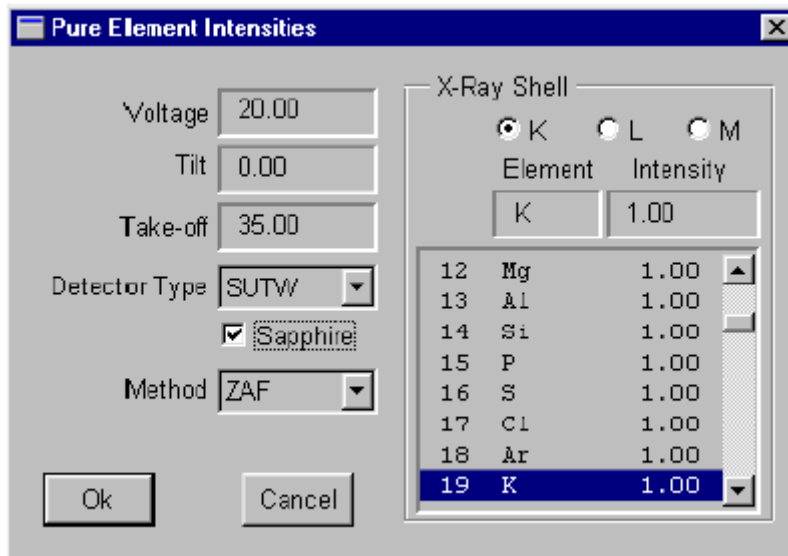 Pure Element Intensities
Voltage 20.00
Tilt 0.00
Take-off 35.00
Detector Type SUTW
Sapphire
Method ZAF
Ok Cancel
X-Ray Shell
K L M
Element Intensity
K 1.00
12 Mg 1.00
13 Al 1.00
14 Si 1.00
15 P 1.00
16 S 1.00
17 Cl 1.00
18 Ar 1.00
19 K 1.00